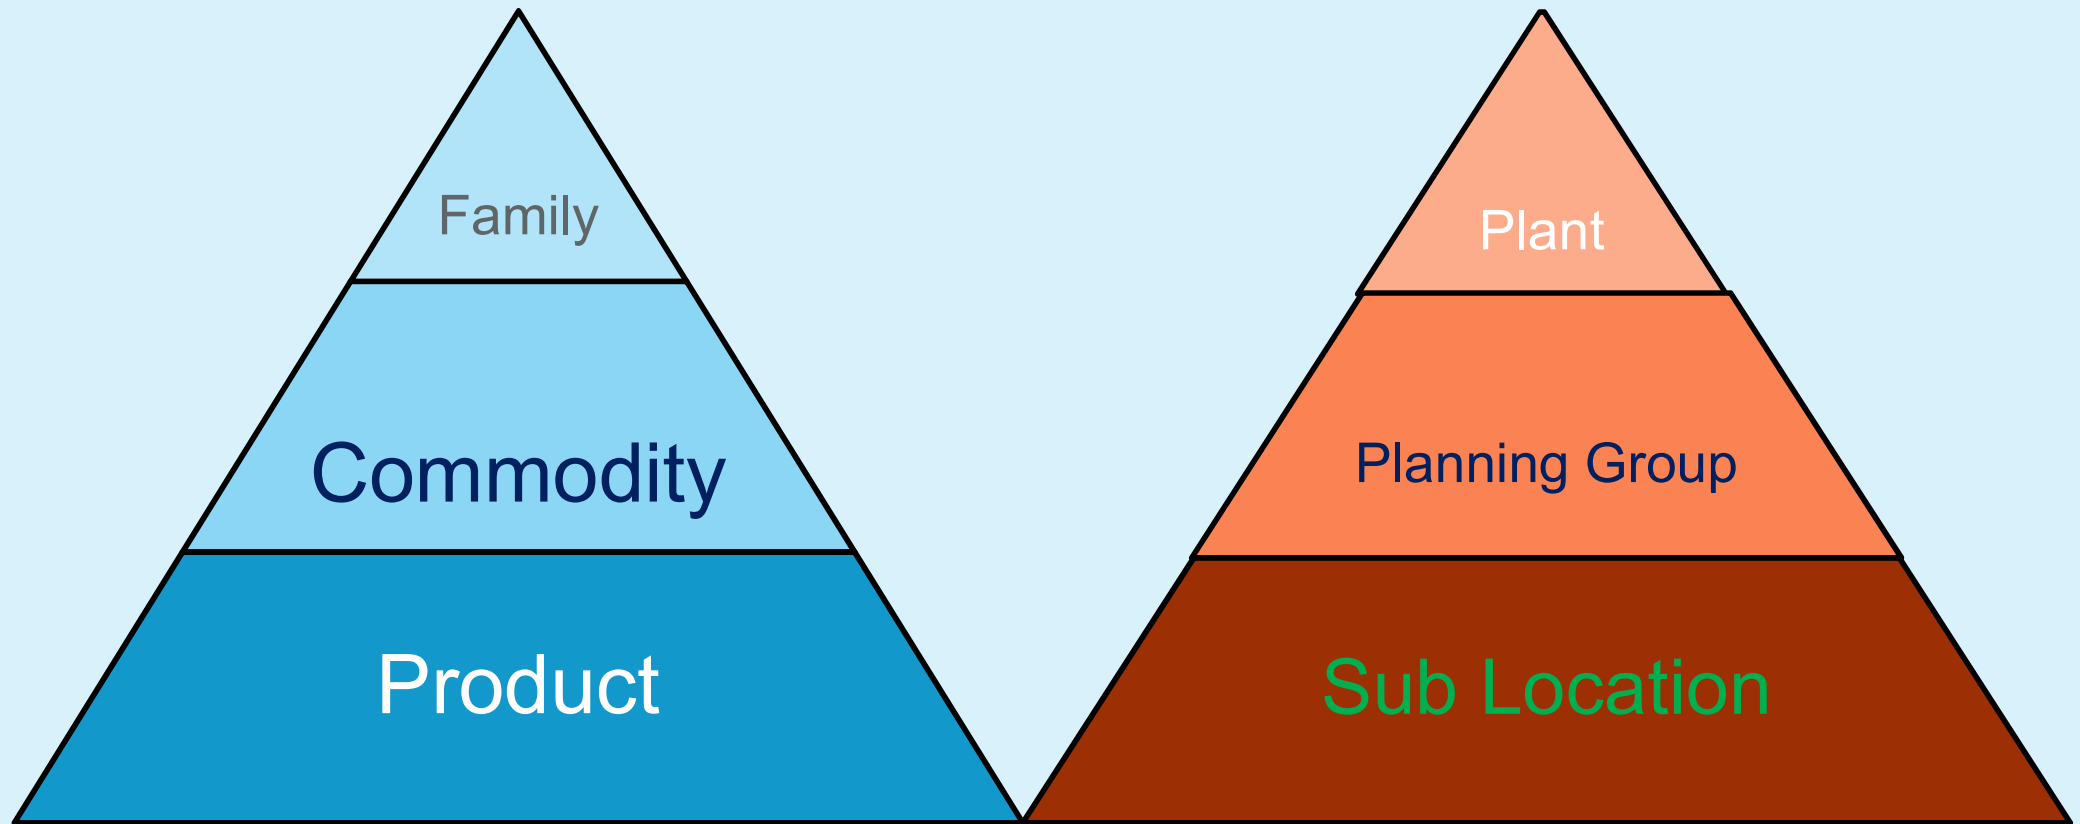 Family
Commodity
Product
Plant
Planning Group
Sub Location